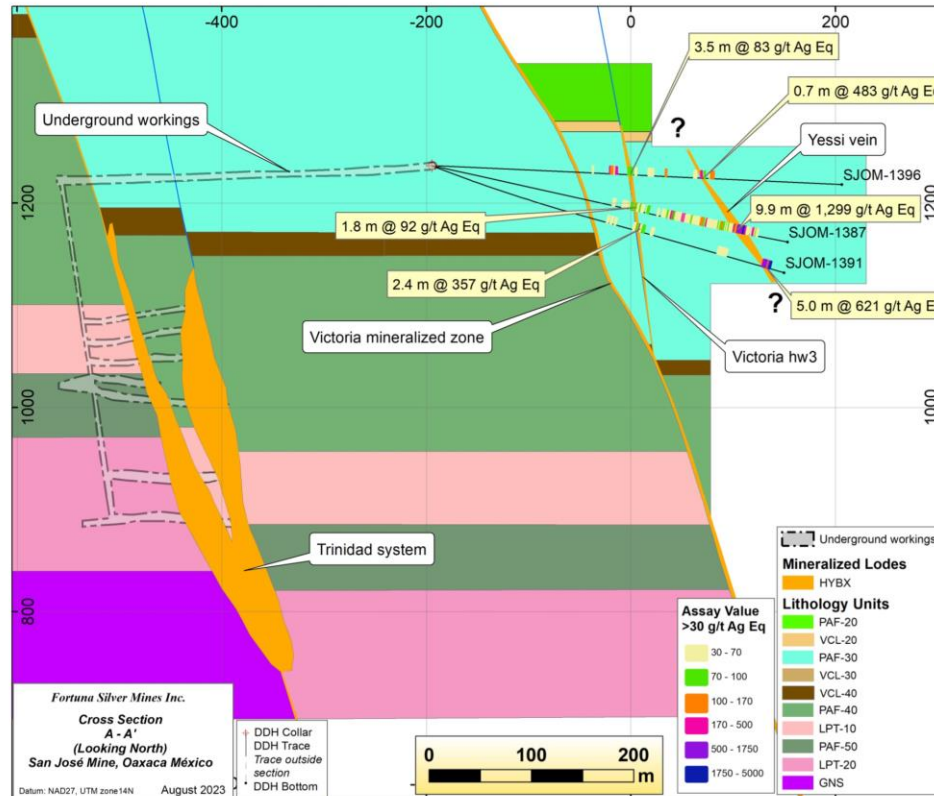 -400
-200
0
200
3.5 m @ 83 g/t Ag Eq
0.7 m @ 483 g/t Ag Eq
Underground workings
?
Yessi vein
SJOM-1396
1200
1200
9.9 m @ 1,299 g/t Ag Eq
1.8 m @ 92 g/t Ag Eq
SJOM-1387
SJOM-1391
2.4 m @ 357 g/t Ag Eq
?
5.0 m @ 621 g/t Ag Eq
Victoria mineralized zone
Victoria hw3
1000
1000
Trinidad system
800
Underground workings
Mineralized Lodes
HYBX
Lithology Units
PAF-20
VCL-20
PAF-30
VCL-30
VCL-40
PAF-40
LPT-10
PAF-50
LPT-20
GNS
Assay Value
>30 g/t Ag Eq
30 - 70
70 - 100
100 - 170
170 - 500
500 - 1750
1750 - 5000
Fortuna Silver Mines Inc.
Cross Section
A - A'
(Looking North)
San José Mine, Oaxaca México
Datum: NAD27, UTM zone14N
August 2023
DDH Collar
DDH Trace
Trace outside
section
DDH Bottom
0
100
200
m